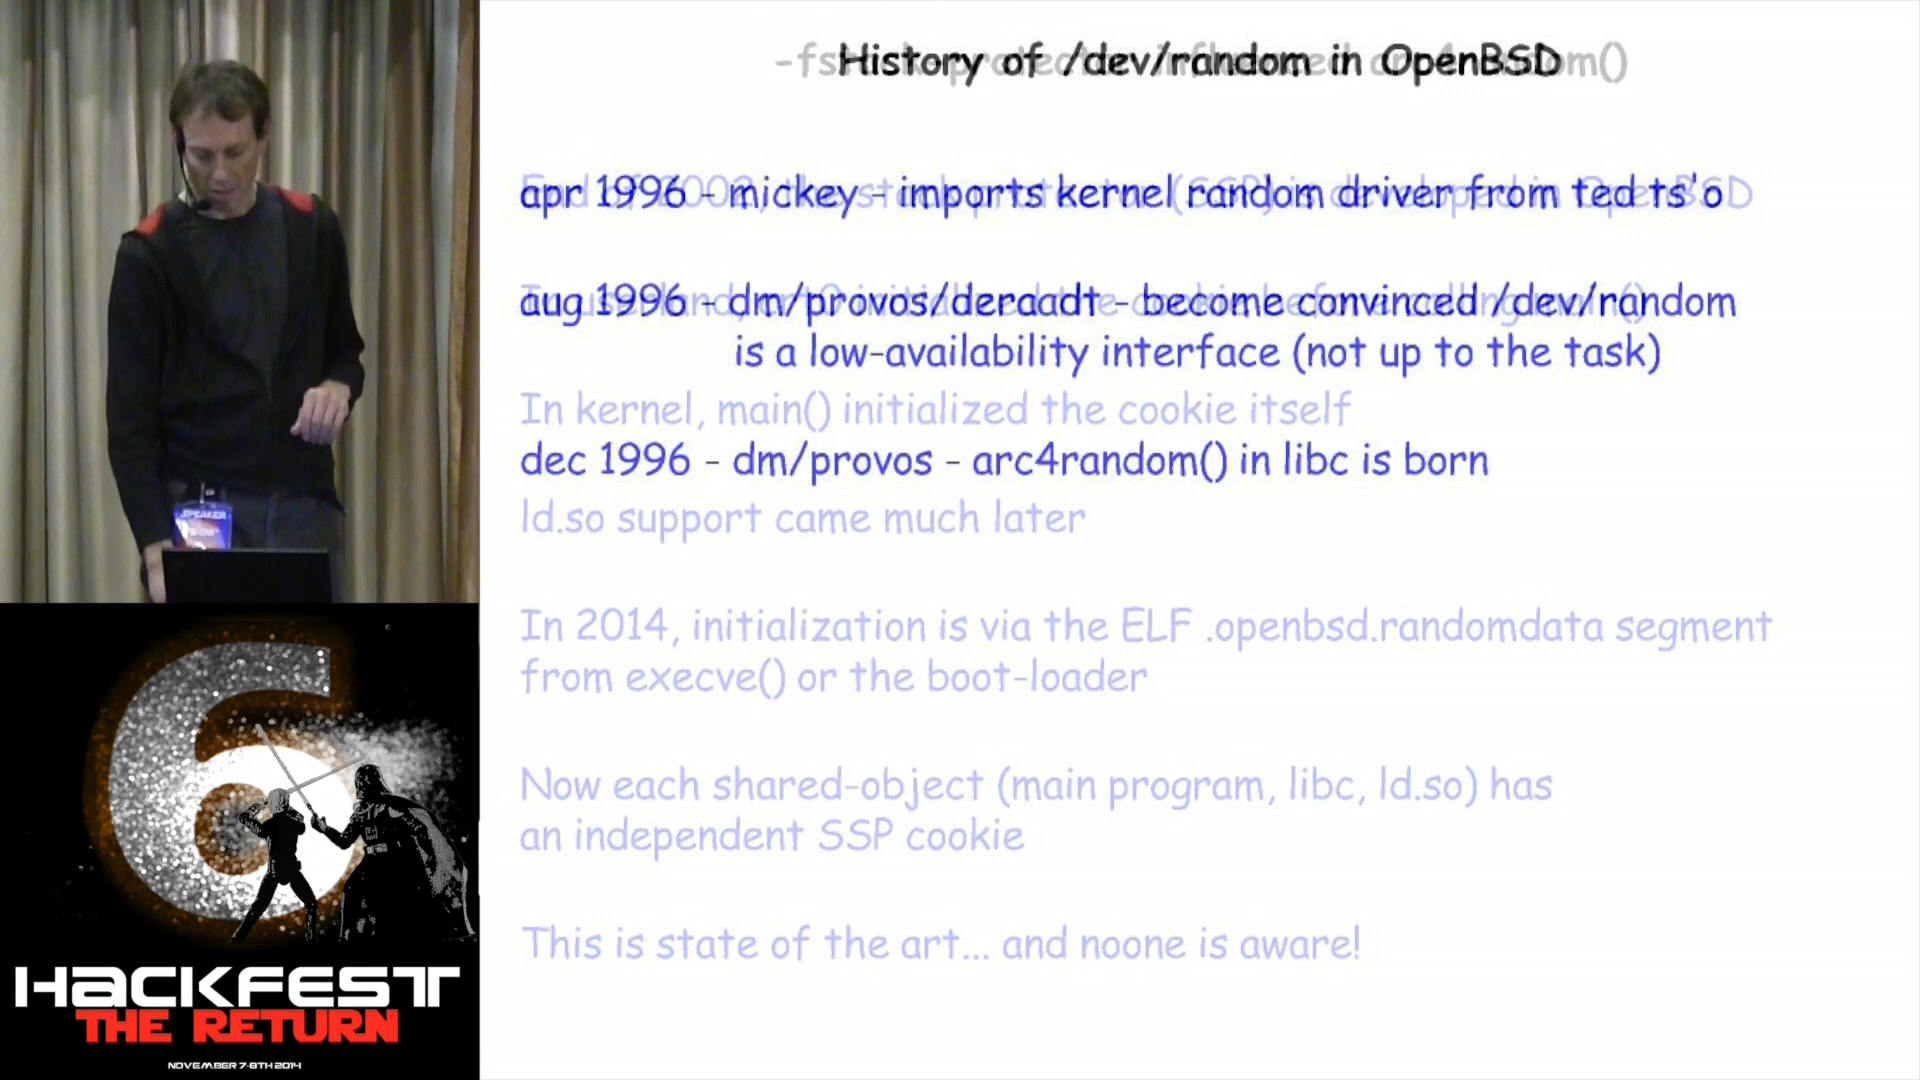 History of /dev/random in OpenBSD
apr 1996 - mickey - imports kernel random driver from ted ts'o
aug 1996 - dm/provos/deraadt - become convinced /dev/random
is a low-availability interface (not up to the task)
In kernel, main() initialized the cookie itself
dec 1996 - dm/provos - arc4random() in libc is born
ld.so support came much later
In 2014, initialization is via the ELF .openbsd.randomdata segment
from execve() or the boot-loader
Now each shared-object (main program, libc, ld.so) has
an independent SSP cookie
This is state of the art... and noone is aware!
SPEAKER
6
HACKFEST
THE RETURN
NOVEMBER 7-8TH 2014